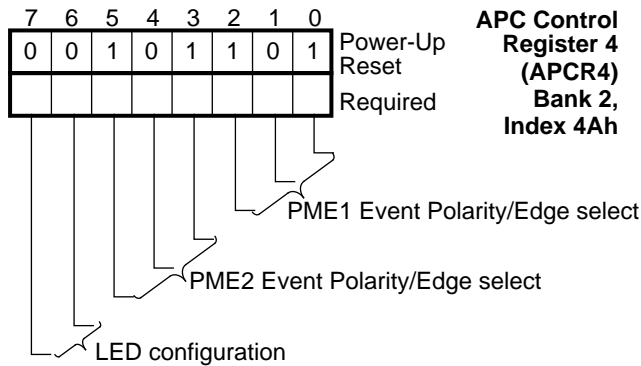 7 6 5 4 3 2 1 0
0 0 1 0 1 1 0 1
Power-Up
Reset
Required
APC Control
Register 4
(APCR4)
Bank 2,
Index 4Ah
PME1 Event Polarity/Edge select
PME2 Event Polarity/Edge select
LED configuration